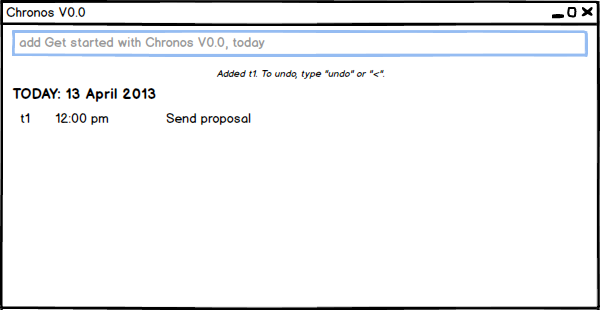 Chronos V0.0
add Get started with Chronos V0.0, today
Added t1. To undo, type "undo" or "<".
TODAY: 13 April 2013
t1 12:00 pm Send proposal